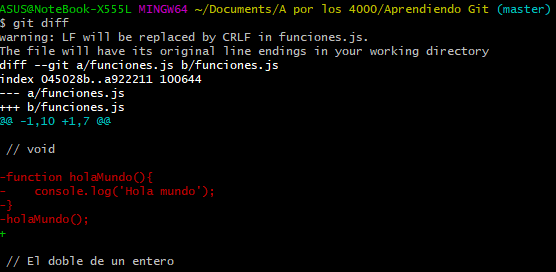 ASUS@NoteBook-X555L MINGW64 ~/Documents/A por los 4000/Aprendiendo Git (master)
$ git diff
warning: LF will be replaced by CRLF in funciones.js.
The file will have its original line endings in your working directory
diff --git a/funciones.js b/funciones.js
index 045028b..a922211 100644
--- a/funciones.js
+++ b/funciones.js
@@ -1,10 +1,7 @@

 // void

-function holaMundo(){
-    console.log('Hola mundo');
-}
-holaMundo();
+

 // El doble de un entero